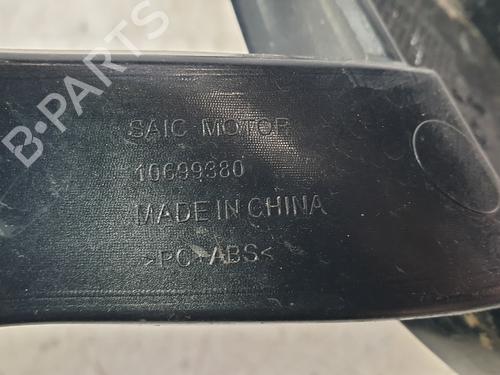 B-PARTS
SAIC MOTOR
10699380
MADE IN CHINA
>PC+ABS<